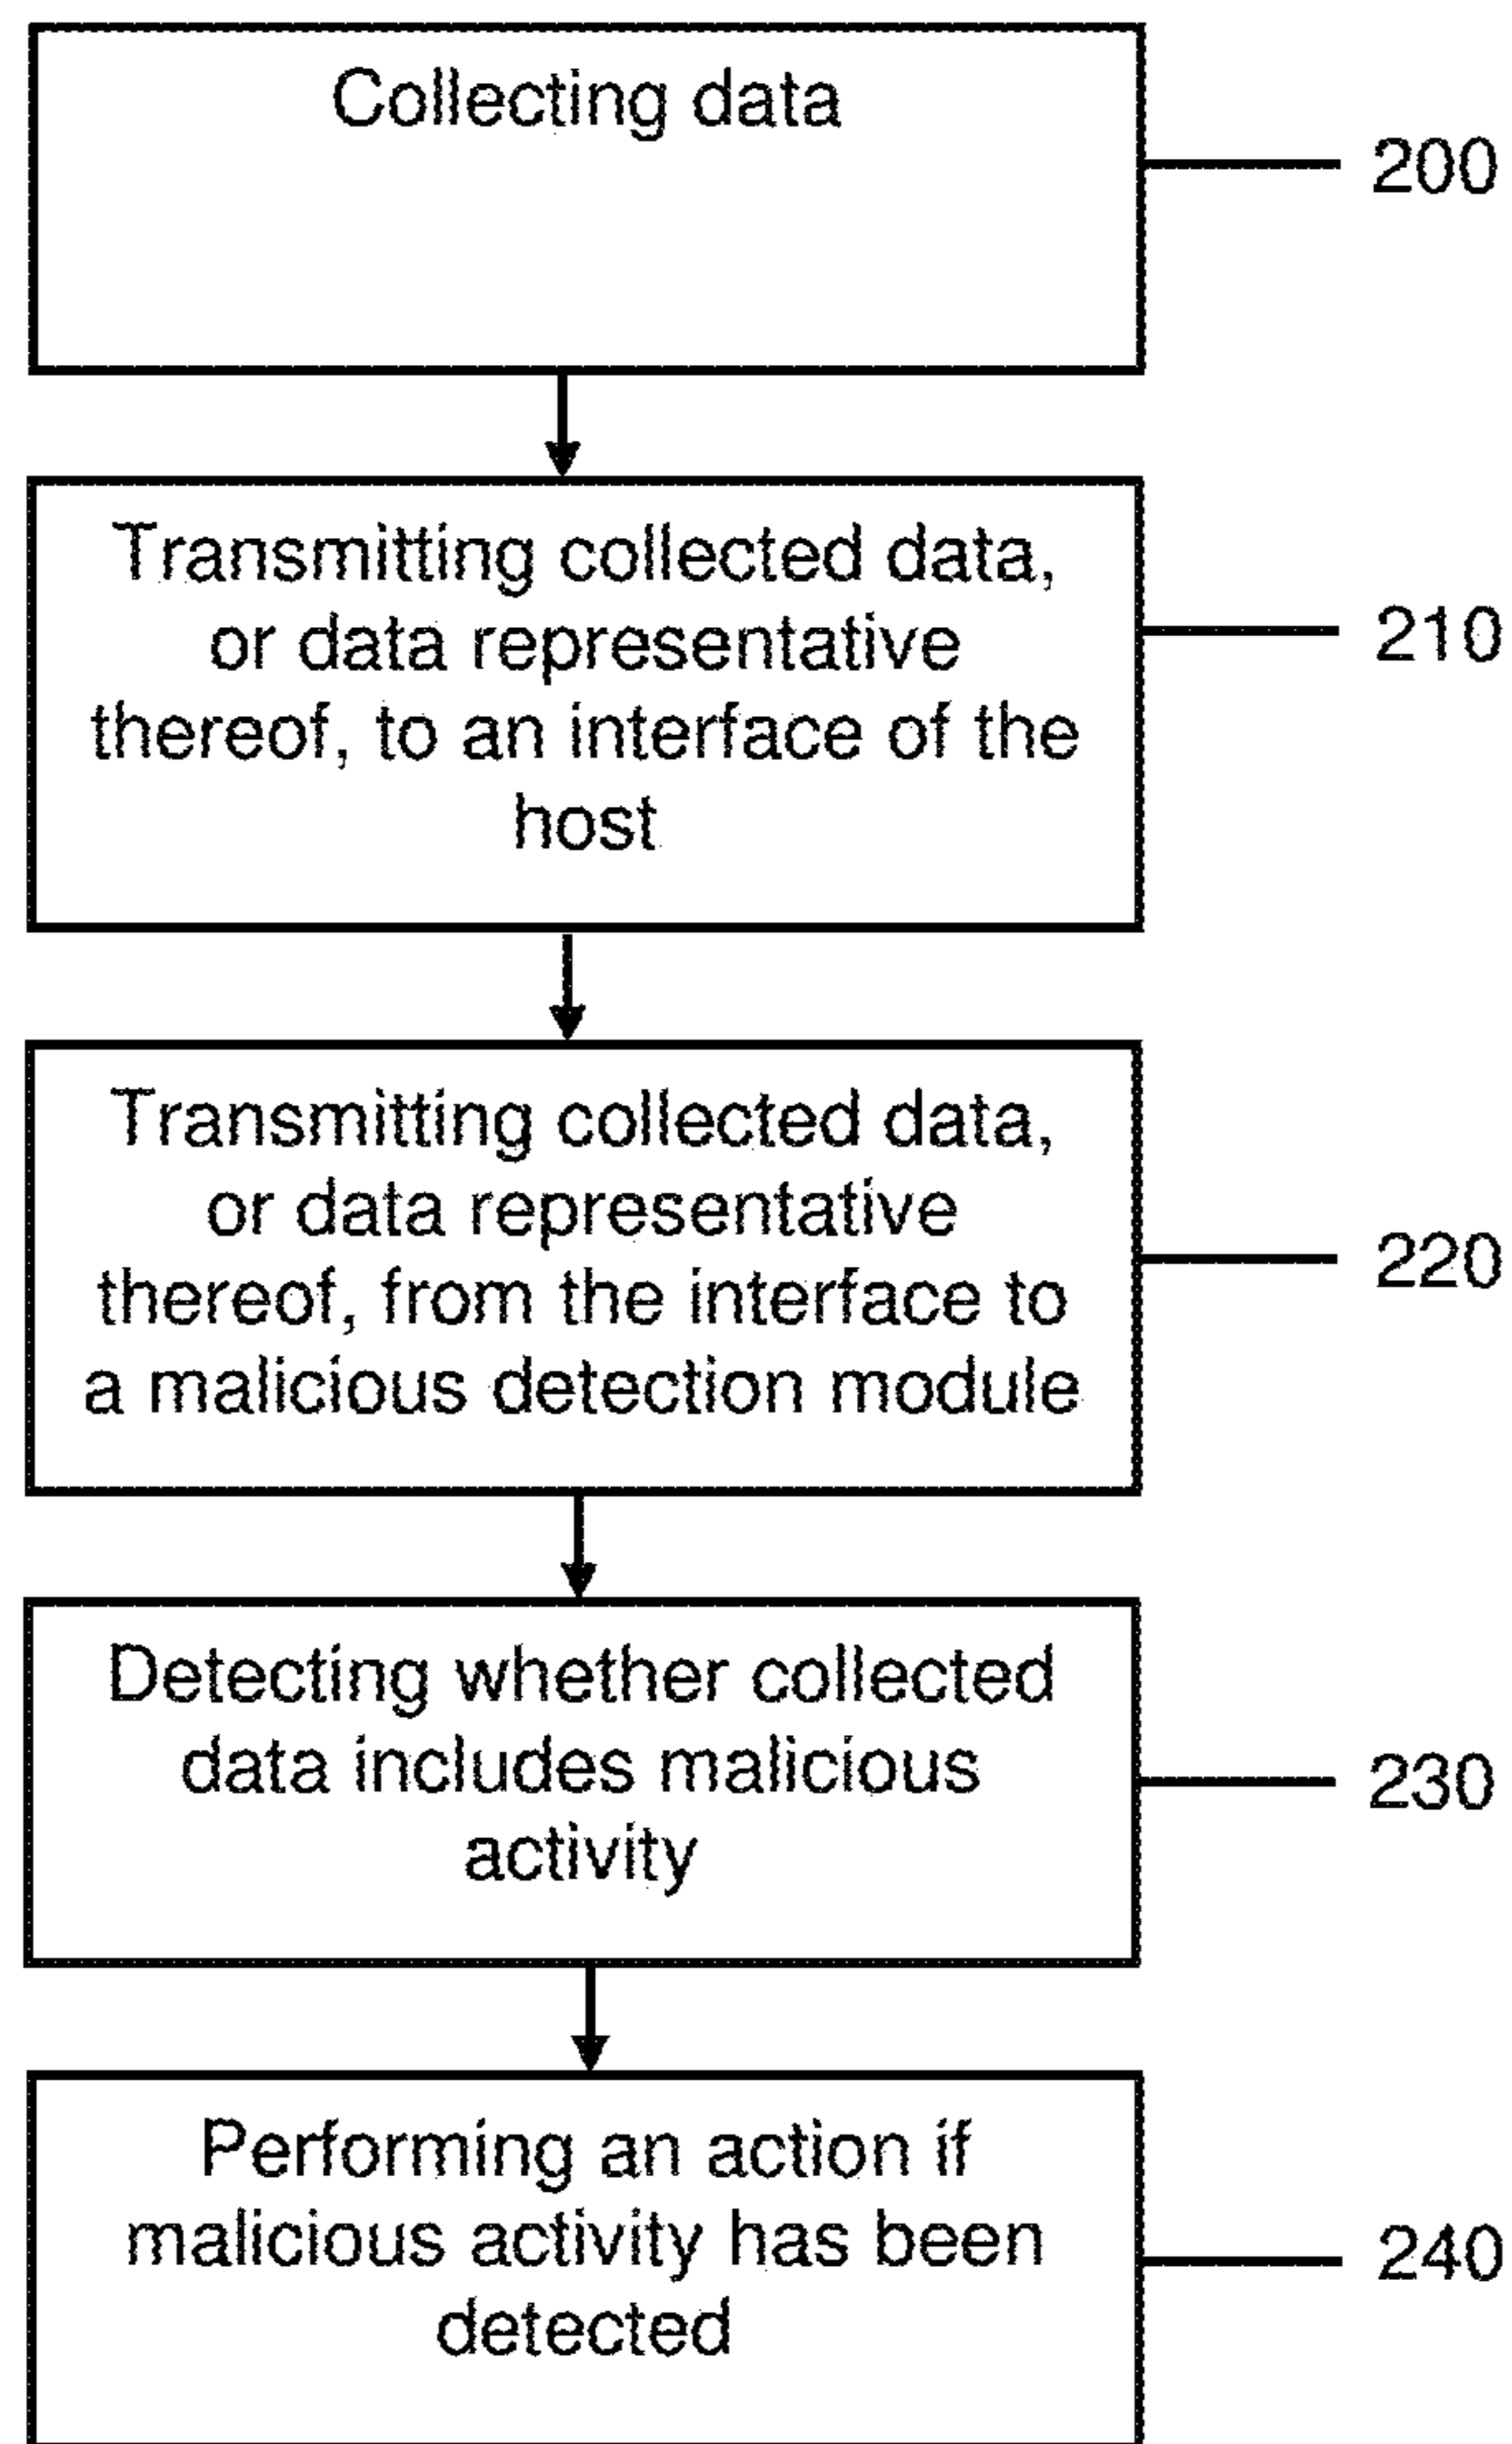 Collecting data
200
Transmitting collected data,
or data representative
thereof, to an interface of the
host
210
Transmitting collected data,
or data representative
thereof, from the interface to
a malicious detection module
220
Detecting whether collected
data includes malicious
activity
230
Performing an action if
malicious activity has been
detected
240